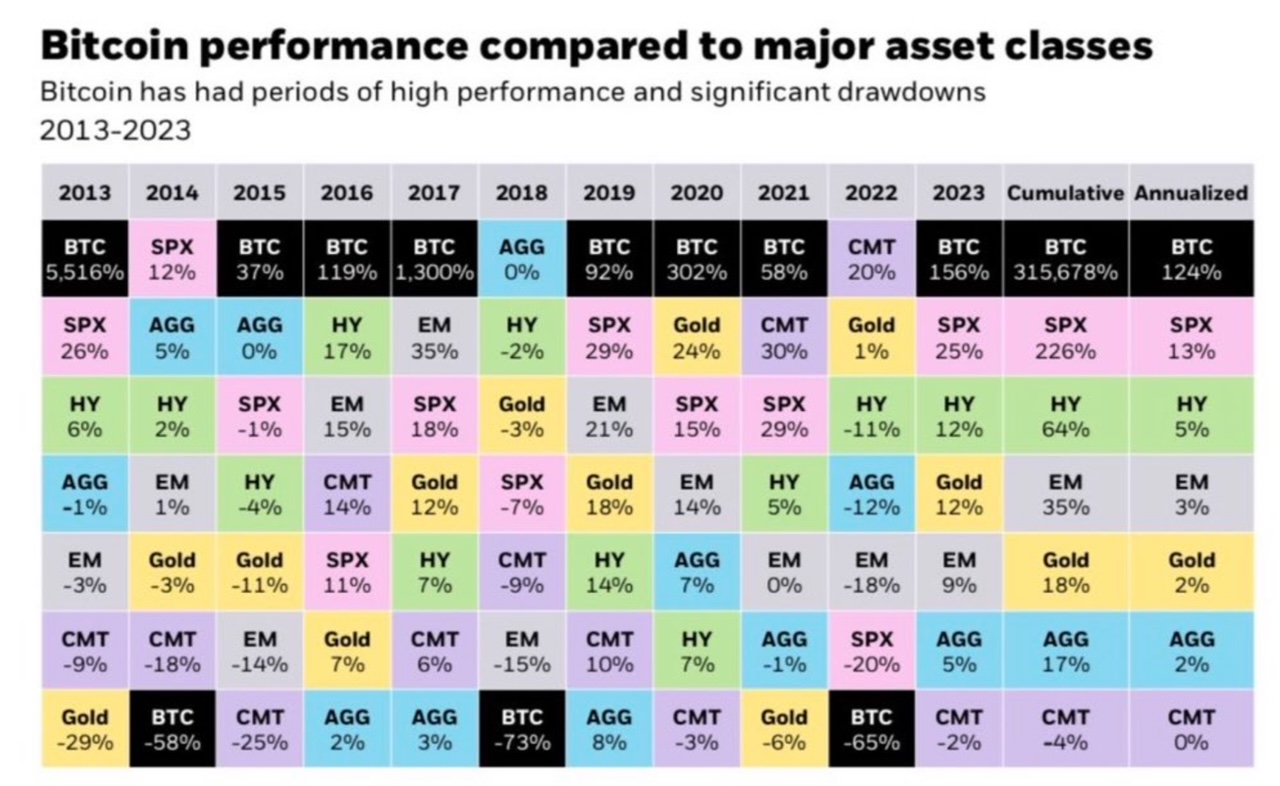 Bitcoin performance compared to major asset classes
Bitcoin has had periods of high performance and significant drawdowns
2013-2023
2013 2014 2015 2016 2017 2018 2019 2020 2021 2022 2023 Cumulative Annualized
BTC SPX BTC BTC BTC AGG BTC BTC BTC CMT BTC BTC BTC
5,516% 12% 37% 119% 1,300% 0% 92% 302% 58% 20% 156% 315,678% 124%
SPX AGG AGG HY EM HY SPX Gold CMT Gold SPX SPX SPX
26% 5% 0% 17% 35% -2% 29% 24% 30% 1% 25% 226% 13%
HY HY SPX EM SPX Gold EM SPX SPX HY HY HY HY
6% 2% -1% 15% 18% -3% 21% 15% 29% -11% 12% 64% 5%
AGG EM HY CMT Gold SPX Gold EM HY AGG Gold EM EM
-1% 1% -4% 14% 12% -7% 18% 14% 5% -12% 12% 35% 3%
EM Gold Gold SPX HY CMT HY AGG EM EM EM Gold Gold
-3% -3% -11% 11% 7% -9% 14% 7% 0% -18% 9% 18% 2%
CMT CMT EM Gold CMT EM CMT HY AGG SPX AGG AGG AGG
-9% -18% -14% 7% 6% -15% 10% 7% -1% -20% 5% 17% 2%
Gold BTC CMT AGG AGG BTC AGG CMT Gold BTC CMT CMT CMT
-29% -58% -25% 2% 3% -73% 8% -3% -6% -65% -2% -4% 0%